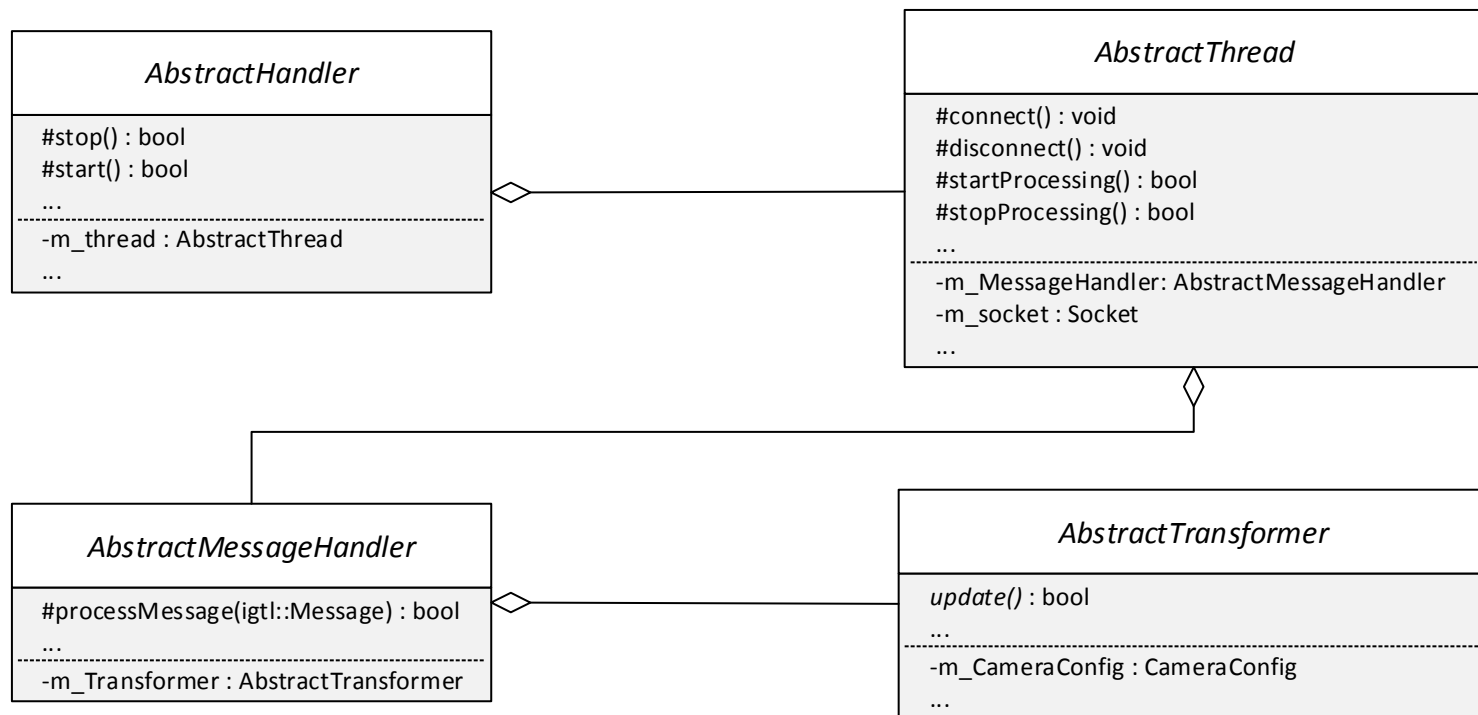 AbstractHandler
#stop() : bool
#start() : bool
...
-m_thread : AbstractThread
...
AbstractThread
#connect() : void
#disconnect() : void
#startProcessing() : bool
#stopProcessing() : bool
...
-m_MessageHandler: AbstractMessageHandler
-m_socket : Socket
...
AbstractMessageHandler
#processMessage(igtl::Message) : bool
...
-m_Transformer : AbstractTransformer
AbstractTransformer
update() : bool
...
-m_CameraConfig : CameraConfig
...